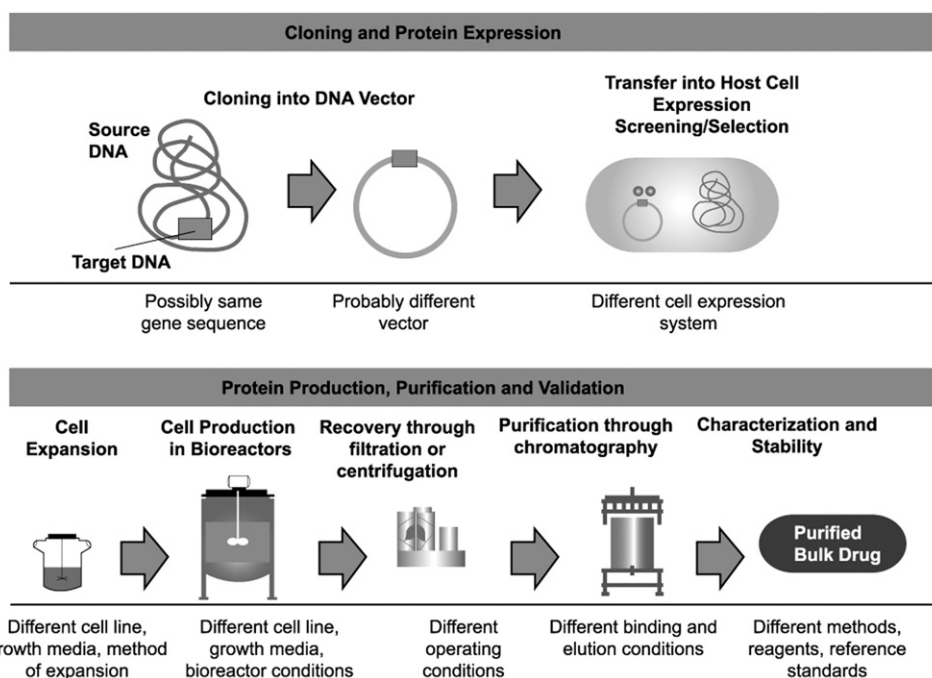 Cloning and Protein Expression
Cloning into DNA Vector
Transfer into Host Cell
Expression
Screening/Selection
Source
DNA
Target DNA
Possibly same
gene sequence
Probably different
vector
Different cell expression
system
Protein Production, Purification and Validation
Cell
Expansion
Cell Production
in Bioreactors
Recovery through
filtration or
centrifugation
Purification through
chromatography
Characterization and
Stability
Purified
Bulk Drug
Different cell line,
rowth media, method
of expansion
Different cell line,
growth media,
bioreactor conditions
Different
operating
conditions
Different binding and
elution conditions
Different methods,
reagents, reference
standards